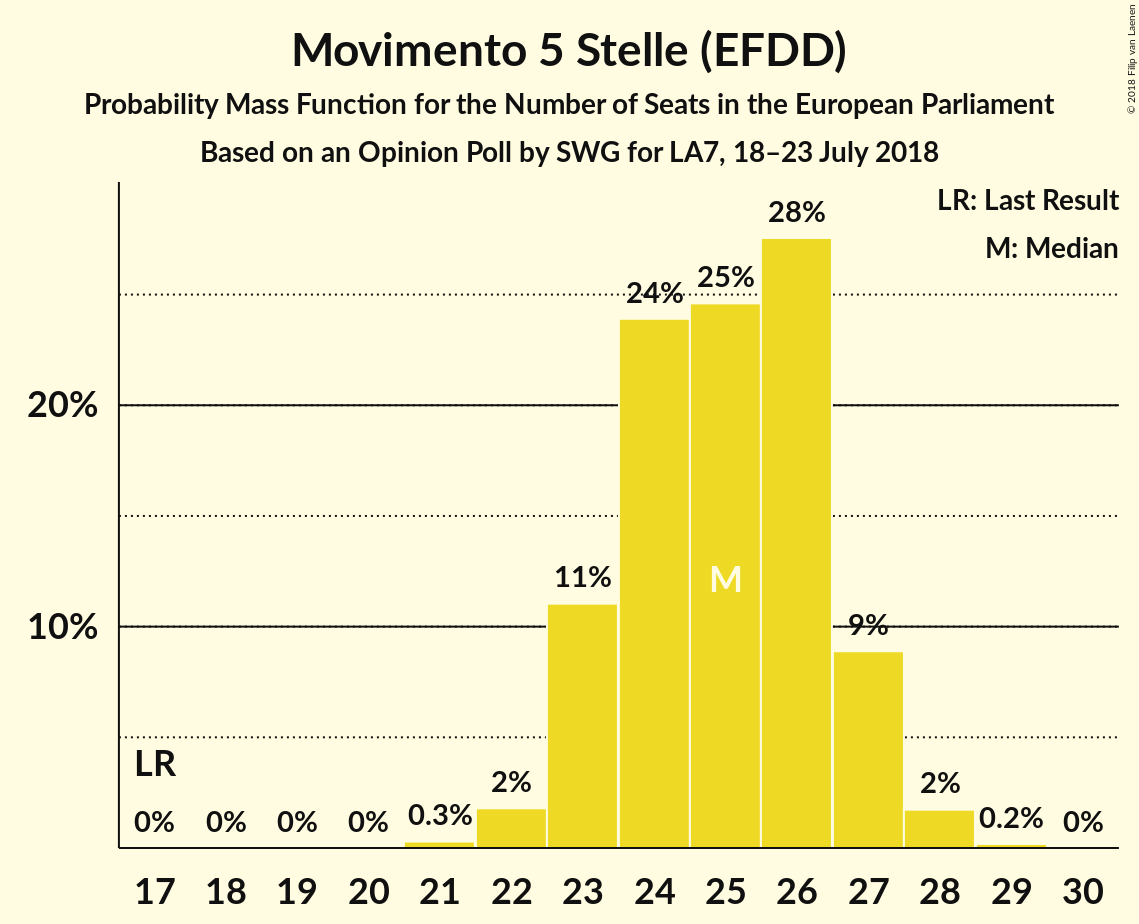 Movimento 5 Stelle (EFDD)
Probability Mass Function for the Number of Seats in the European Parliament
Based on an Opinion Poll by SWG for LA7, 18–23 July 2018
© 2018 Filip van Laenen
LR: Last Result
M: Median
28%
25%
24%
20%
11%
M
10%
9%
LR
2%
2%
0% 0% 0% 0% 0.3% 0.2% 0%
17 18 19 20 21 22 23 24 25 26 27 28 29 30